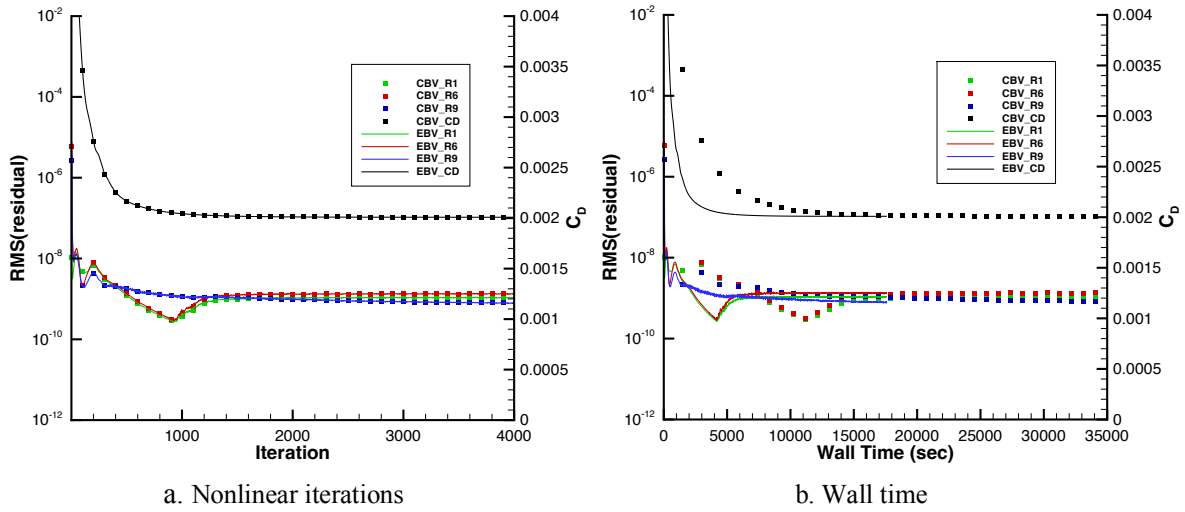 RMS(residual)
10-2
10-4
10-6
10-8
10-10
10-12
CBV_R1
CBV_R6
CBV_R9
CBV_CD
EBV_R1
EBV_R6
EBV_R9
EBV_CD
0.004
0.0035
0.003
0.0025
0.002
0.0015
0.001
0.0005
0
CD
1000 2000 3000 4000
Iteration
a. Nonlinear iterations
RMS(residual)
10-2
10-4
10-6
10-8
10-10
10-12
CBV_R1
CBV_R6
CBV_R9
CBV_CD
EBV_R1
EBV_R6
EBV_R9
EBV_CD
0.004
0.0035
0.003
0.0025
0.002
0.0015
0.001
0.0005
0
CD
0 5000 10000 15000 20000 25000 30000 35000
Wall Time (sec)
b. Wall time